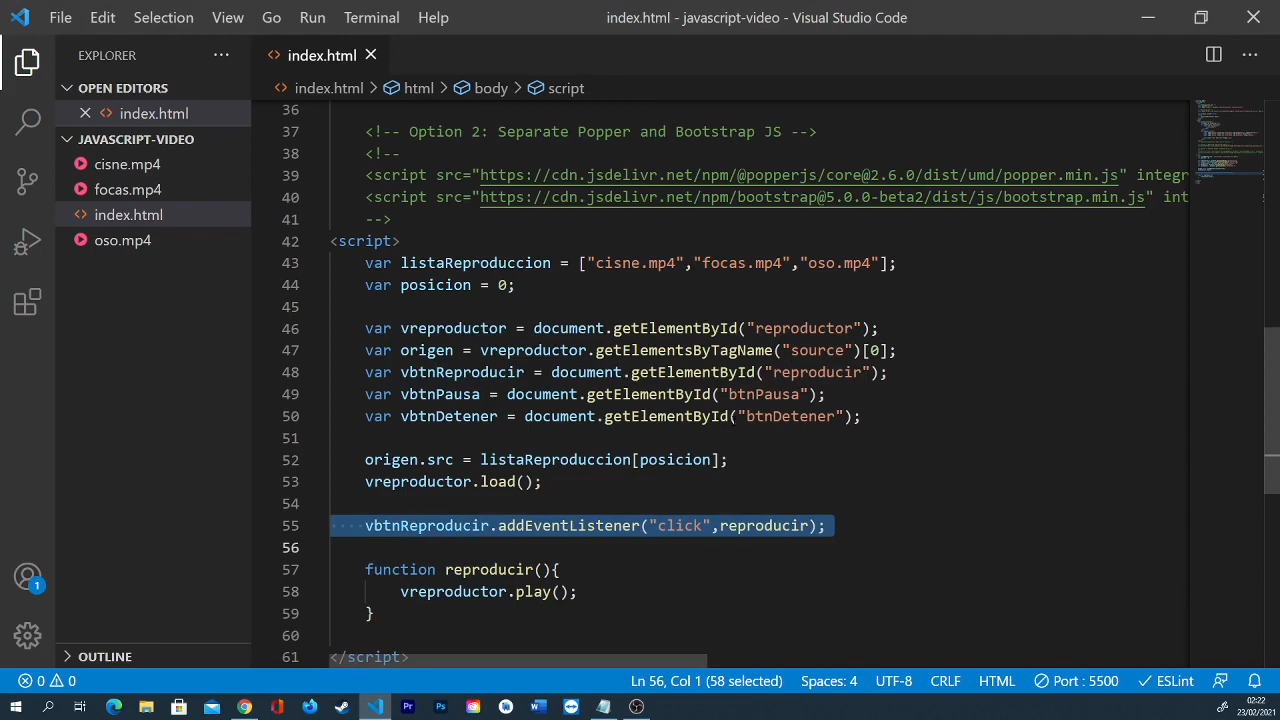 File Edit Selection View Go Run Terminal Help index.html - javascript-video - Visual Studio Code
EXPLORER
index.html
OPEN EDITORS
index.html > html > body > script
index.html
JAVASCRIPT-VIDEO
cisne.mp4
focas.mp4
index.html
oso.mp4
36
37 <!-- Option 2: Separate Popper and Bootstrap JS -->
38 <!--
39 <script src="https://cdn.jsdelivr.net/npm/@popperjs/core@2.6.0/dist/umd/popper.min.js" integr
40 <script src="https://cdn.jsdelivr.net/npm/bootstrap@5.0.0-beta2/dist/js/bootstrap.min.js" int
41 -->
42 <script>
43 var listaReproduccion = ["cisne.mp4","focas.mp4","oso.mp4"];
44 var posicion = 0;
45
46 var vreproductor = document.getElementById("reproductor");
47 var origen = vreproductor.getElementsByTagName("source")[0];
48 var vbtnReproducir = document.getElementById("reproducir");
49 var vbtnPausa = document.getElementById("btnPausa");
50 var vbtnDetener = document.getElementById("btnDetener");
51
52 origen.src = listaReproduccion[posicion];
53 vreproductor.load();
54
55 vbtnReproducir.addEventListener("click",reproducir);
56
57 function reproducir(){
58 vreproductor.play();
59 }
60
61 </script>
1
OUTLINE
0 0 Ln 56, Col 1 (58 selected) Spaces: 4 UTF-8 CRLF HTML Port : 5500 ESLint
02:22
23/02/2021